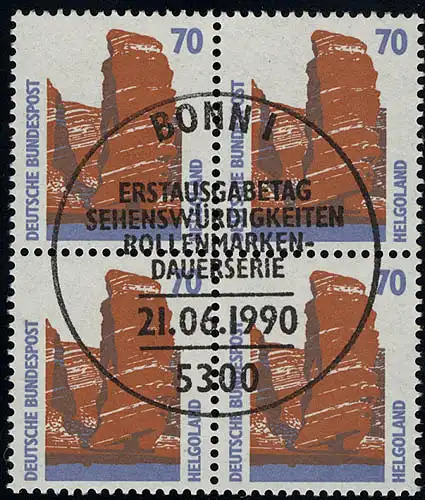 70
DEUTSCHE BUNDESPOST
HELGOLAND
70
DEUTSCHE BUNDESPOST
HELGOLAND
BONN 1
ERSTAUSGABETAG
SEHENSWÜRDIGKEITEN
ROLLENMARKEN-
DAUERSERIE
21.06.1990
5300
70
DEUTSCHE BUNDESPOST
HELGOLAND
70
DEUTSCHE BUNDESPOST
HELGOLAND